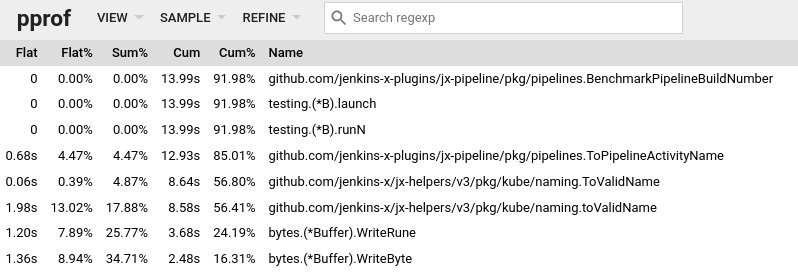 pprof VIEW SAMPLE REFINE Search regexp
Flat Flat% Sum% Cum Cum% Name
0 0.00% 0.00% 13.99s 91.98% github.com/jenkins-x-plugins/jx-pipeline/pkg/pipelines.BenchmarkPipelineBuildNumber
0 0.00% 0.00% 13.99s 91.98% testing.(*B).launch
0 0.00% 0.00% 13.99s 91.98% testing.(*B).runN
0.68s 4.47% 4.47% 12.93s 85.01% github.com/jenkins-x-plugins/jx-pipeline/pkg/pipelines.ToPipelineActivityName
0.06s 0.39% 4.87% 8.64s 56.80% github.com/jenkins-x/jx-helpers/v3/pkg/kube/naming.ToValidName
1.98s 13.02% 17.88% 8.58s 56.41% github.com/jenkins-x/jx-helpers/v3/pkg/kube/naming.toValidName
1.20s 7.89% 25.77% 3.68s 24.19% bytes.(*Buffer).WriteRune
1.36s 8.94% 34.71% 2.48s 16.31% bytes.(*Buffer).WriteByte